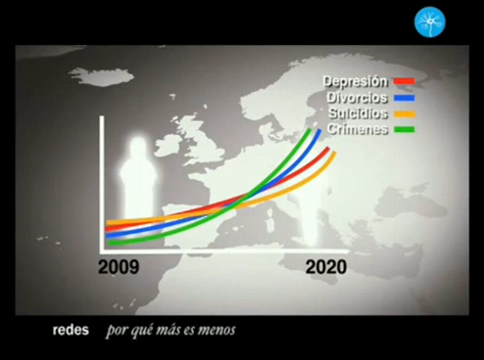 Depresión
Divorcios
Suicidios
Crímenes
2009
2020
redes por qué más es menos